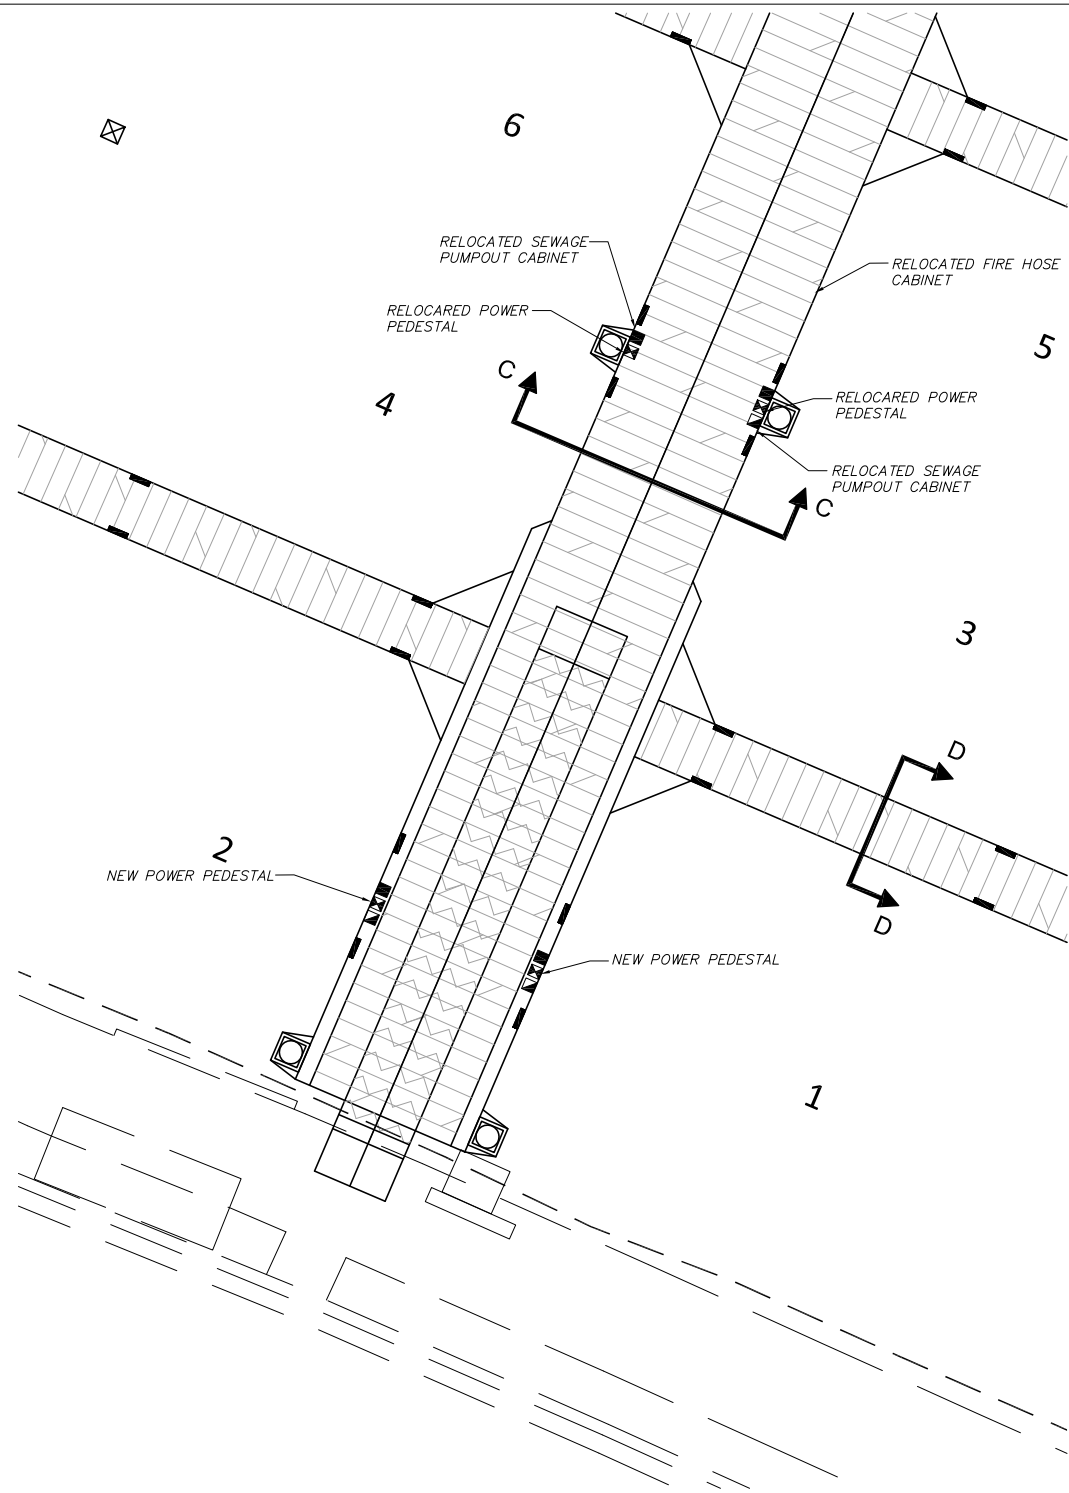 6
RELOCATED SEWAGE
PUMPOUT CABINET
RELOCATED FIRE HOSE
CABINET
RELOCARED POWER
PEDESTAL
5
C
4
RELOCARED POWER
PEDESTAL
RELOCATED SEWAGE
PUMPOUT CABINET
C
3
D
2
NEW POWER PEDESTAL
D
NEW POWER PEDESTAL
1